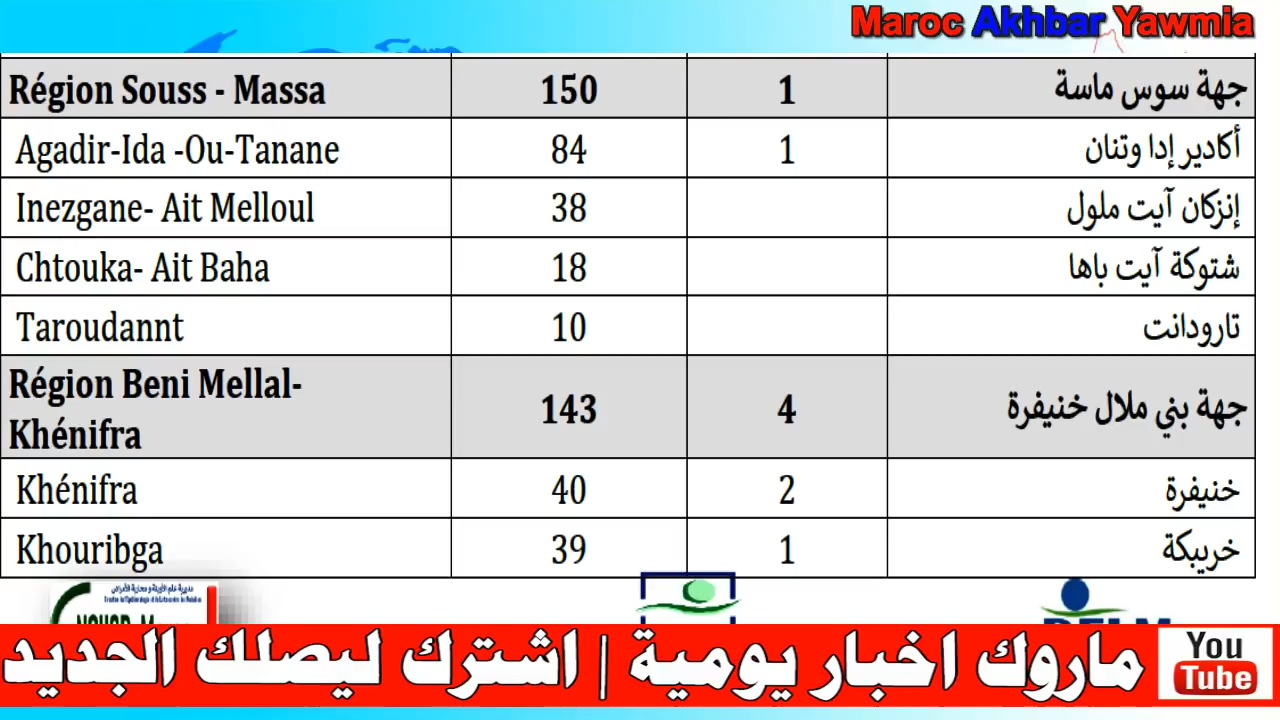 Maroc Akhbar Yawmia
Région Souss - Massa 150 1 جهة سوس ماسة
Agadir-Ida -Ou-Tanane 84 1 أكادير إدا وتنان
Inezgane- Ait Melloul 38 إنزكان آيت ملول
Chtouka- Ait Baha 18 شتوكة آيت باها
Taroudannt 10 تارودانت
Région Beni Mellal-
Khénifra 143 4 جهة بني ملال خنيفرة
Khénifra 40 2 خنيفرة
Khouribga 39 1 خريبكة
ماروك اخبار يومية | اشترك ليصلك الجديد
You
Tube